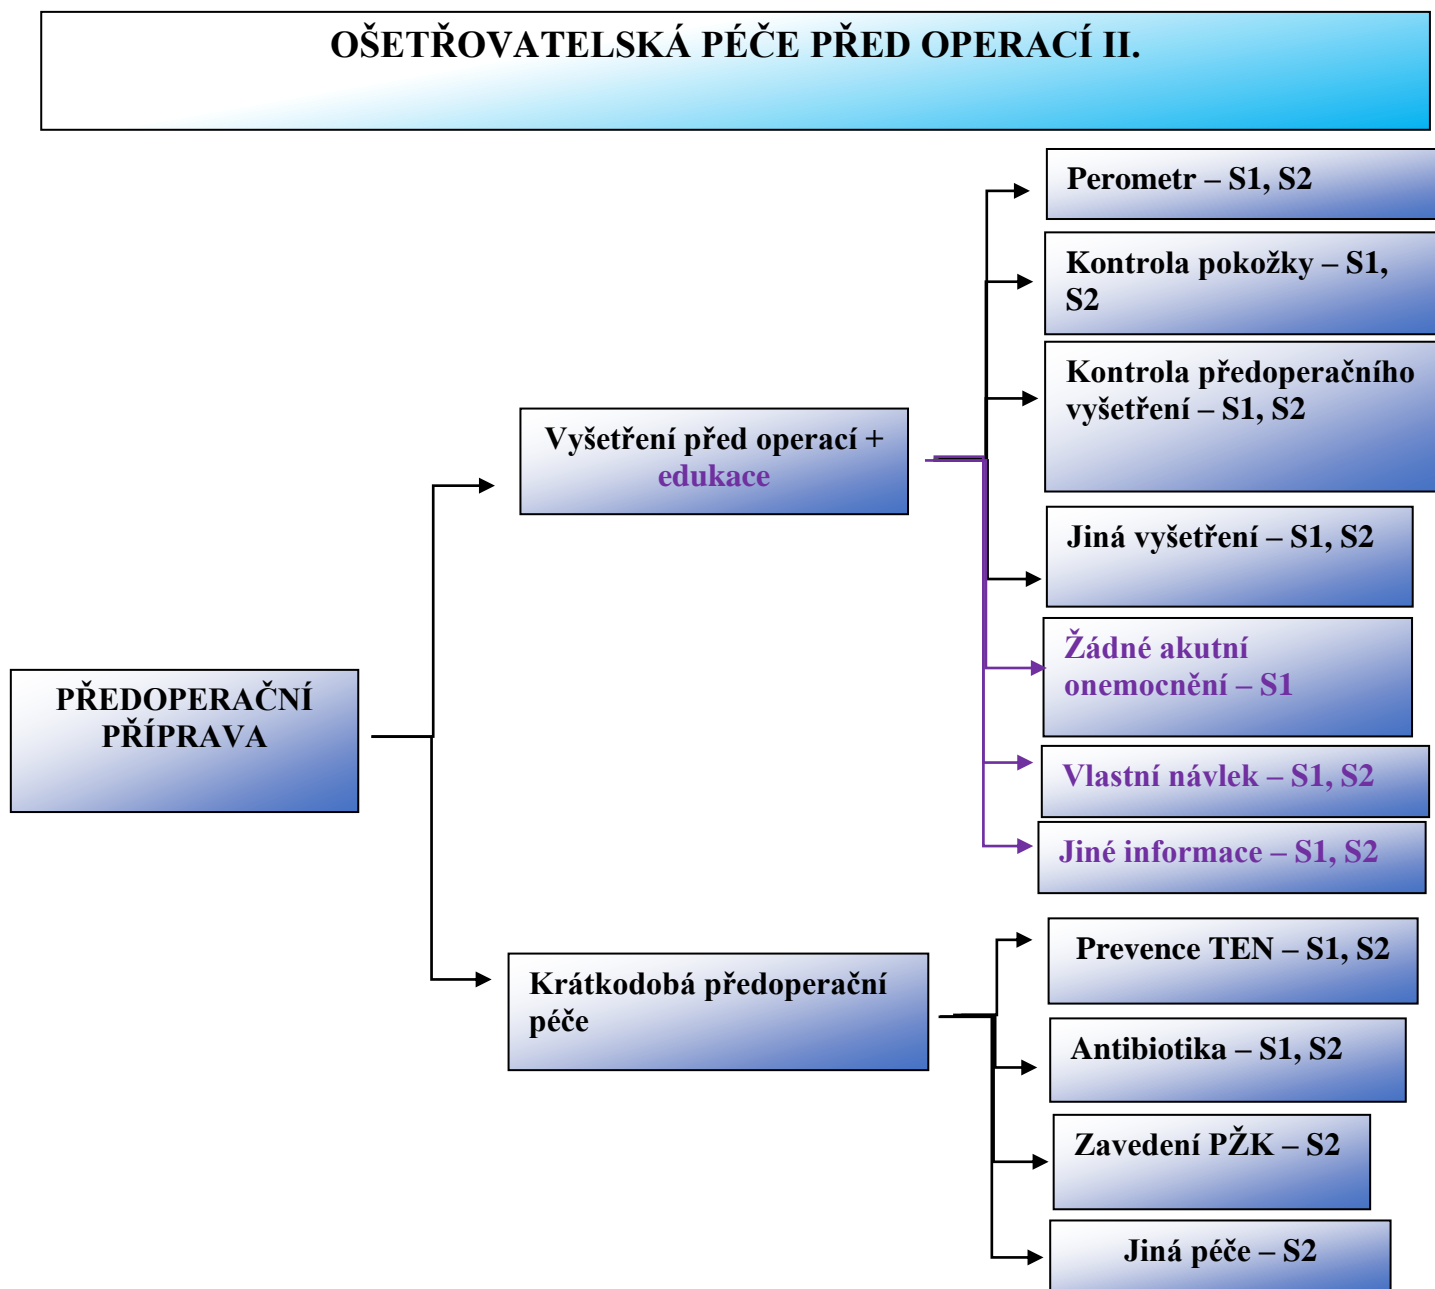 OŠETŘOVATELSKÁ PÉČE PŘED OPERACÍ II.
Perometr – S1, S2
Kontrola pokožky – S1,
S2
Kontrola předoperačního
vyšetření – S1, S2
Vyšetření před operací +
edukace
Jiná vyšetření – S1, S2
Žádné akutní
onemocnění – S1
PŘEDOPERAČNÍ
PŘÍPRAVA
Vlastní návlek – S1, S2
Jiné informace – S1, S2
Krátkodobá předoperační
péče
Prevence TEN – S1, S2
Antibiotika – S1, S2
Zavedení PŽK – S2
Jiná péče – S2